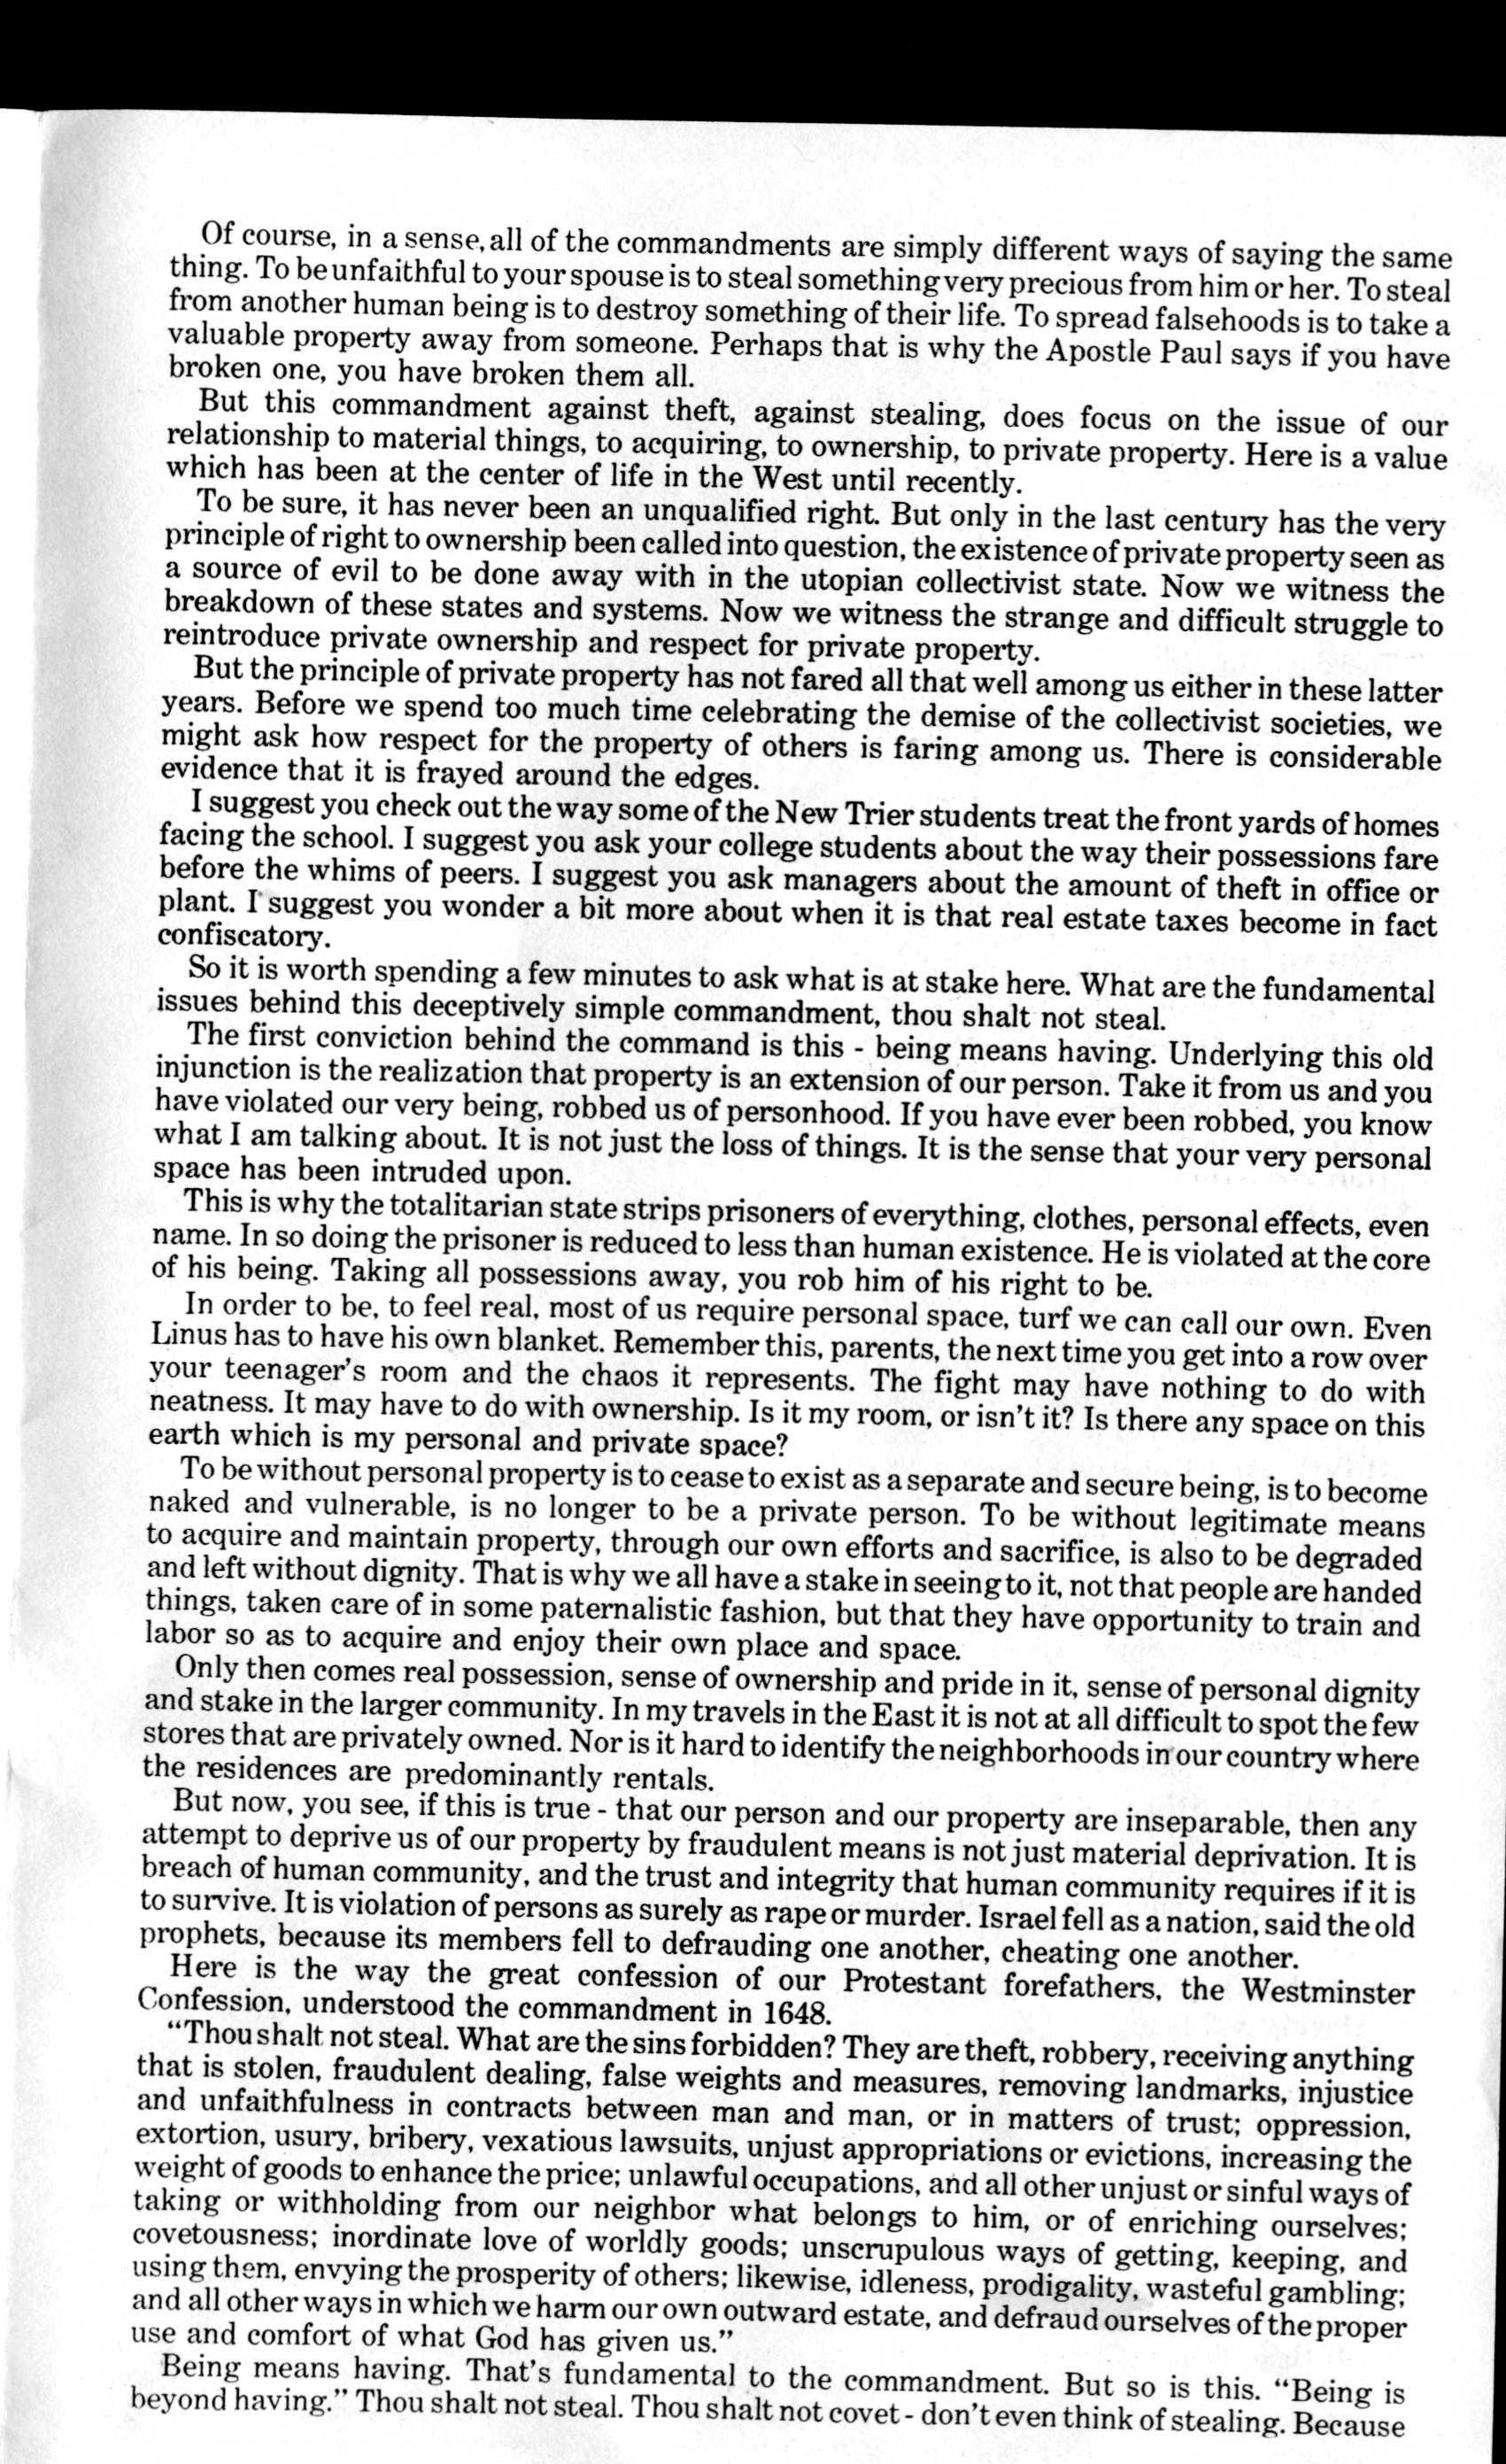 Of course, in a sense, all of the commandments are simply different ways of saying the same
thing. To be unfaithful to your spouse is to steal something very precious from him or her. To steal
from another human being is to destroy something of their life. To spread falsehoods is to take a
valuable property away from someone. Perhaps that is why the Apostle Paul says if you have
broken one, you have broken them all.
But this commandment against theft, against stealing, does focus on the issue of our
relationship to material things, to acquiring, to ownership, to private property. Here is a value
which has been at the center of life in the West until recently.
To be sure, it has never been an unqualified right. But only in the last century has the very
principle of right to ownership been called into question, the existence of private property seen as
a source of evil to be done away with in the utopian collectivist state. Now we witness the
breakdown of these states and systems. Now we witness the strange and difficult struggle to
reintroduce private ownership and respect for private property.
But the principle of private property has not fared all that well among us either in these latter
years. Before we spend too much time celebrating the demise of the collectivist societies, we
might ask how respect for the property of others is faring among us. There is considerable
evidence that it is frayed around the edges.
I suggest you check out the way some of the New Trier students treat the front yards of homes
facing the school. I suggest you ask your college students about the way their possessions fare
before the whims of peers. I suggest you ask managers about the amount of theft in office or
plant. I suggest you wonder a bit more about when it is that real estate taxes become in fact
confiscatory.
So it is worth spending a few minutes to ask what is at stake here. What are the fundamental
issues behind this deceptively simple commandment, thou shalt not steal.
The first conviction behind the command is this - being means having. Underlying this old
injunction is the realization that property is an extension of our person. Take it from us and you
have violated our very being, robbed us of personhood. If you have ever been robbed, you know
what I am talking about. It is not just the loss of things. It is the sense that your very personal
space has been intruded upon.
This is why the totalitarian state strips prisoners of everything, clothes, personal effects, even
name. In so doing the prisoner is reduced to less than human existence. He is violated at the core
of his being. Taking all possessions away, you rob him of his right to be.
In order to be, to feel real, most of us require personal space, turf we can call our own. Even
Linus has to have his own blanket. Remember this, parents, the next time you get into a row over
your teenager's room and the chaos it represents. The fight may have nothing to do with
neatness. It may have to do with ownership. Is it my room, or isn't it? Is there any space on this
earth which is my personal and private space?
To be without personal property is to cease to exist as a separate and secure being, is to become
naked and vulnerable, is no longer to be a private person. To be without legitimate means
to acquire and maintain property, through our own efforts and sacrifice, is also to be degraded
and left without dignity. That is why we all have a stake in seeing to it, not that people are handed
things, taken care of in some paternalistic fashion, but that they have opportunity to train and
labor so as to acquire and enjoy their own place and space.
Only then comes real possession, sense of ownership and pride in it, sense of personal dignity
and stake in the larger community. In my travels in the East it is not at all difficult to spot the few
stores that are privately owned. Nor is it hard to identify the neighborhoods in our country where
the residences are predominantly rentals.
But now, you see, if this is true - that our person and our property are inseparable, then any
attempt to deprive us of our property by fraudulent means is not just material deprivation. It is
breach of human community, and the trust and integrity that human community requires if it is
to survive. It is violation of persons as surely as rape or murder. Israel fell as a nation, said the old
prophets, because its members fell to defrauding one another, cheating one another.
Here is the way the great confession of our Protestant forefathers, the Westminster
Confession, understood the commandment in 1648.
"Thou shalt not steal. What are the sins forbidden? They are theft, robbery, receiving anything
that is stolen, fraudulent dealing, false weights and measures, removing landmarks, injustice
and unfaithfulness in contracts between man and man, or in matters of trust; oppression,
extortion, usury, bribery, vexatious lawsuits, unjust appropriations or evictions, increasing the
weight of goods to enhance the price; unlawful occupations, and all other unjust or sinful ways of
taking or withholding from our neighbor what belongs to him, or of enriching ourselves;
covetousness; inordinate love of worldly goods; unscrupulous ways of getting, keeping, and
using them, envying the prosperity of others; likewise, idleness, prodigality, wasteful gambling;
and all other ways in which we harm our own outward estate, and defraud ourselves of the proper
use and comfort of what God has given us."
Being means having. That's fundamental to the commandment. But so is this. "Being is
beyond having." Thou shalt not steal. Thou shalt not covet - don't even think of stealing. Because